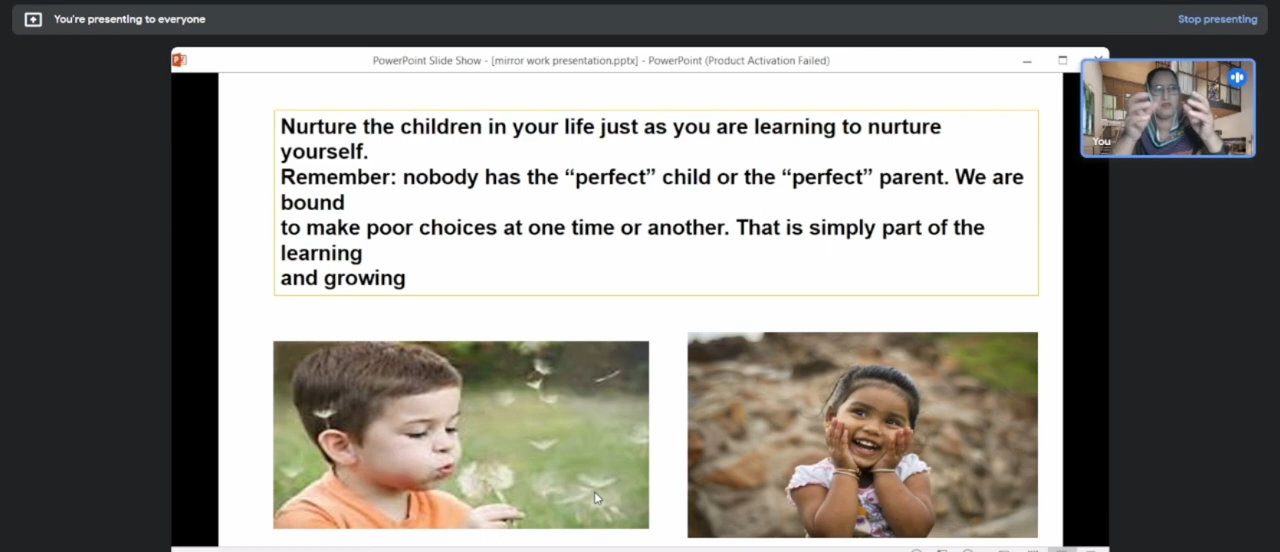 You're presenting to everyone
Stop presenting
PowerPoint Slide Show - [mirror work presentation.pptx] - PowerPoint (Product Activation Failed)
You
Nurture the children in your life just as you are learning to nurture
yourself.
Remember: nobody has the “perfect” child or the “perfect” parent. We are
bound
to make poor choices at one time or another. That is simply part of the
learning
and growing